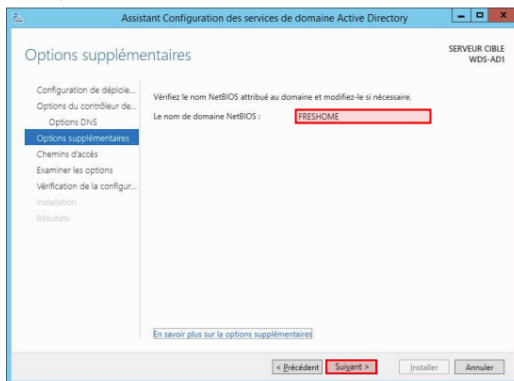 Assistant Configuration des services de domaine Active Directory
Options supplémentaires
SERVEUR CIBLE
WDS-AD1
Configuration de déploie...
Options du contrôleur de...
Options DNS
Options supplémentaires
Chemins d'accès
Examiner les options
Vérification de la configur...
Installation
Résultats
Vérifiez le nom NetBIOS attribué au domaine et modifiez-le si nécessaire.
Le nom de domaine NetBIOS :
FRESHOME
En savoir plus sur la options supplémentaires
< Précédent
Suivant >
Installer
Annuler